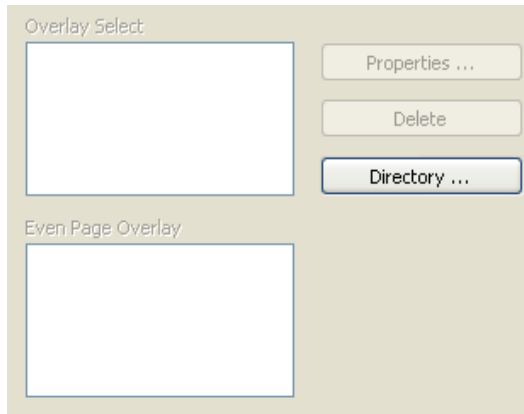 Overlay Select
Properties ...
Delete
Directory ...
Even Page Overlay